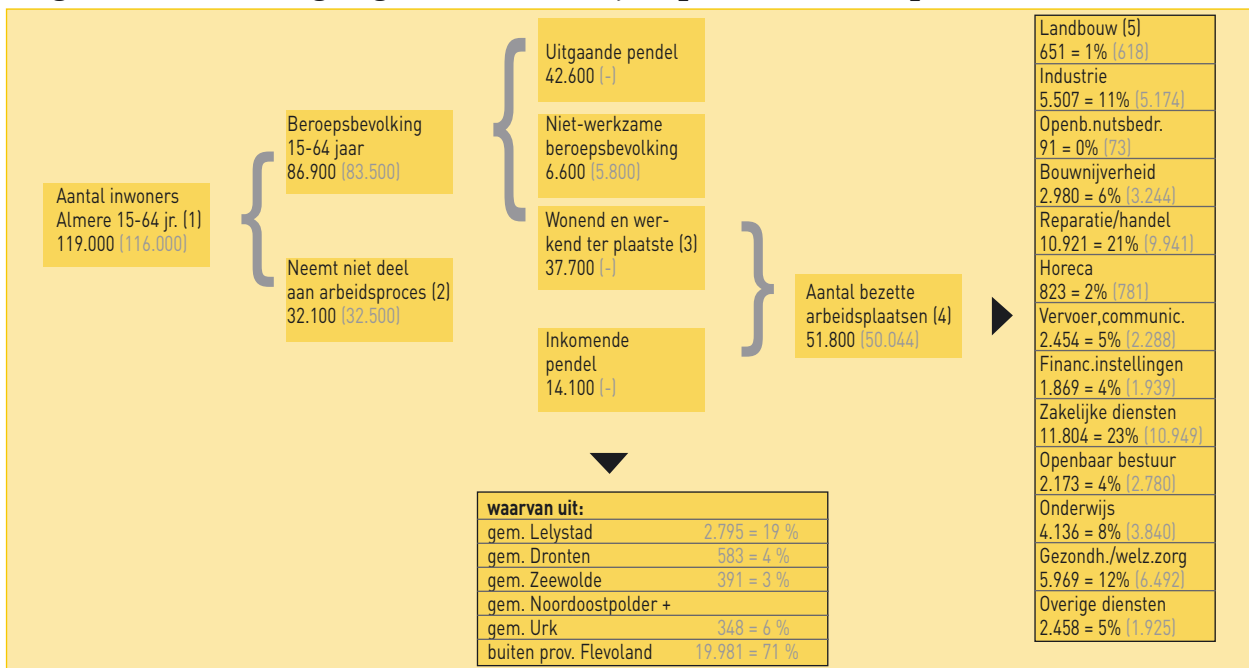 Aantal inwoners
Almere 15-64 jr. (1)
119.000 (116.000)
Beroepsbevolking
15-64 jaar
86.900 (83.500)
Neemt niet deel
aan arbeidsproces (2)
32.100 (32.500)
Uitgaande pendel
42.600 (-)
Niet-werkzame
beroepsbevolking
6.600 (5.800)
Wonend en wer-
kend ter plaatste (3)
37.700 (-)
Inkomende
pendel
14.100 (-)
Aantal bezette
arbeidsplaatsen (4)
51.800 (50.044)
Landbouw (5)
651 = 1% (618)
Industrie
5.507 = 11% (5.174)
Openb.nutsbedr.
91 = 0% (73)
Bouwnijverheid
2.980 = 6% (3.244)
Reparatie/handel
10.921 = 21% (9.941)
Horeca
823 = 2% (781)
Vervoer,communic.
2.454 = 5% (2.288)
Financ.instellingen
1.869 = 4% (1.939)
Zakelijke diensten
11.804 = 23% (10.949)
Openbaar bestuur
2.173 = 4% (2.780)
Onderwijs
4.136 = 8% (3.840)
Gezondh./welz.zorg
5.969 = 12% (6.492)
Overige diensten
2.458 = 5% (1.925)
waarvan uit:
gem. Lelystad 2.795 = 19 %
gem. Dronten 583 = 4 %
gem. Zeewolde 391 = 3 %
gem. Noordoostpolder +
gem. Urk 348 = 6 %
buiten prov. Flevoland 19.981 = 71 %